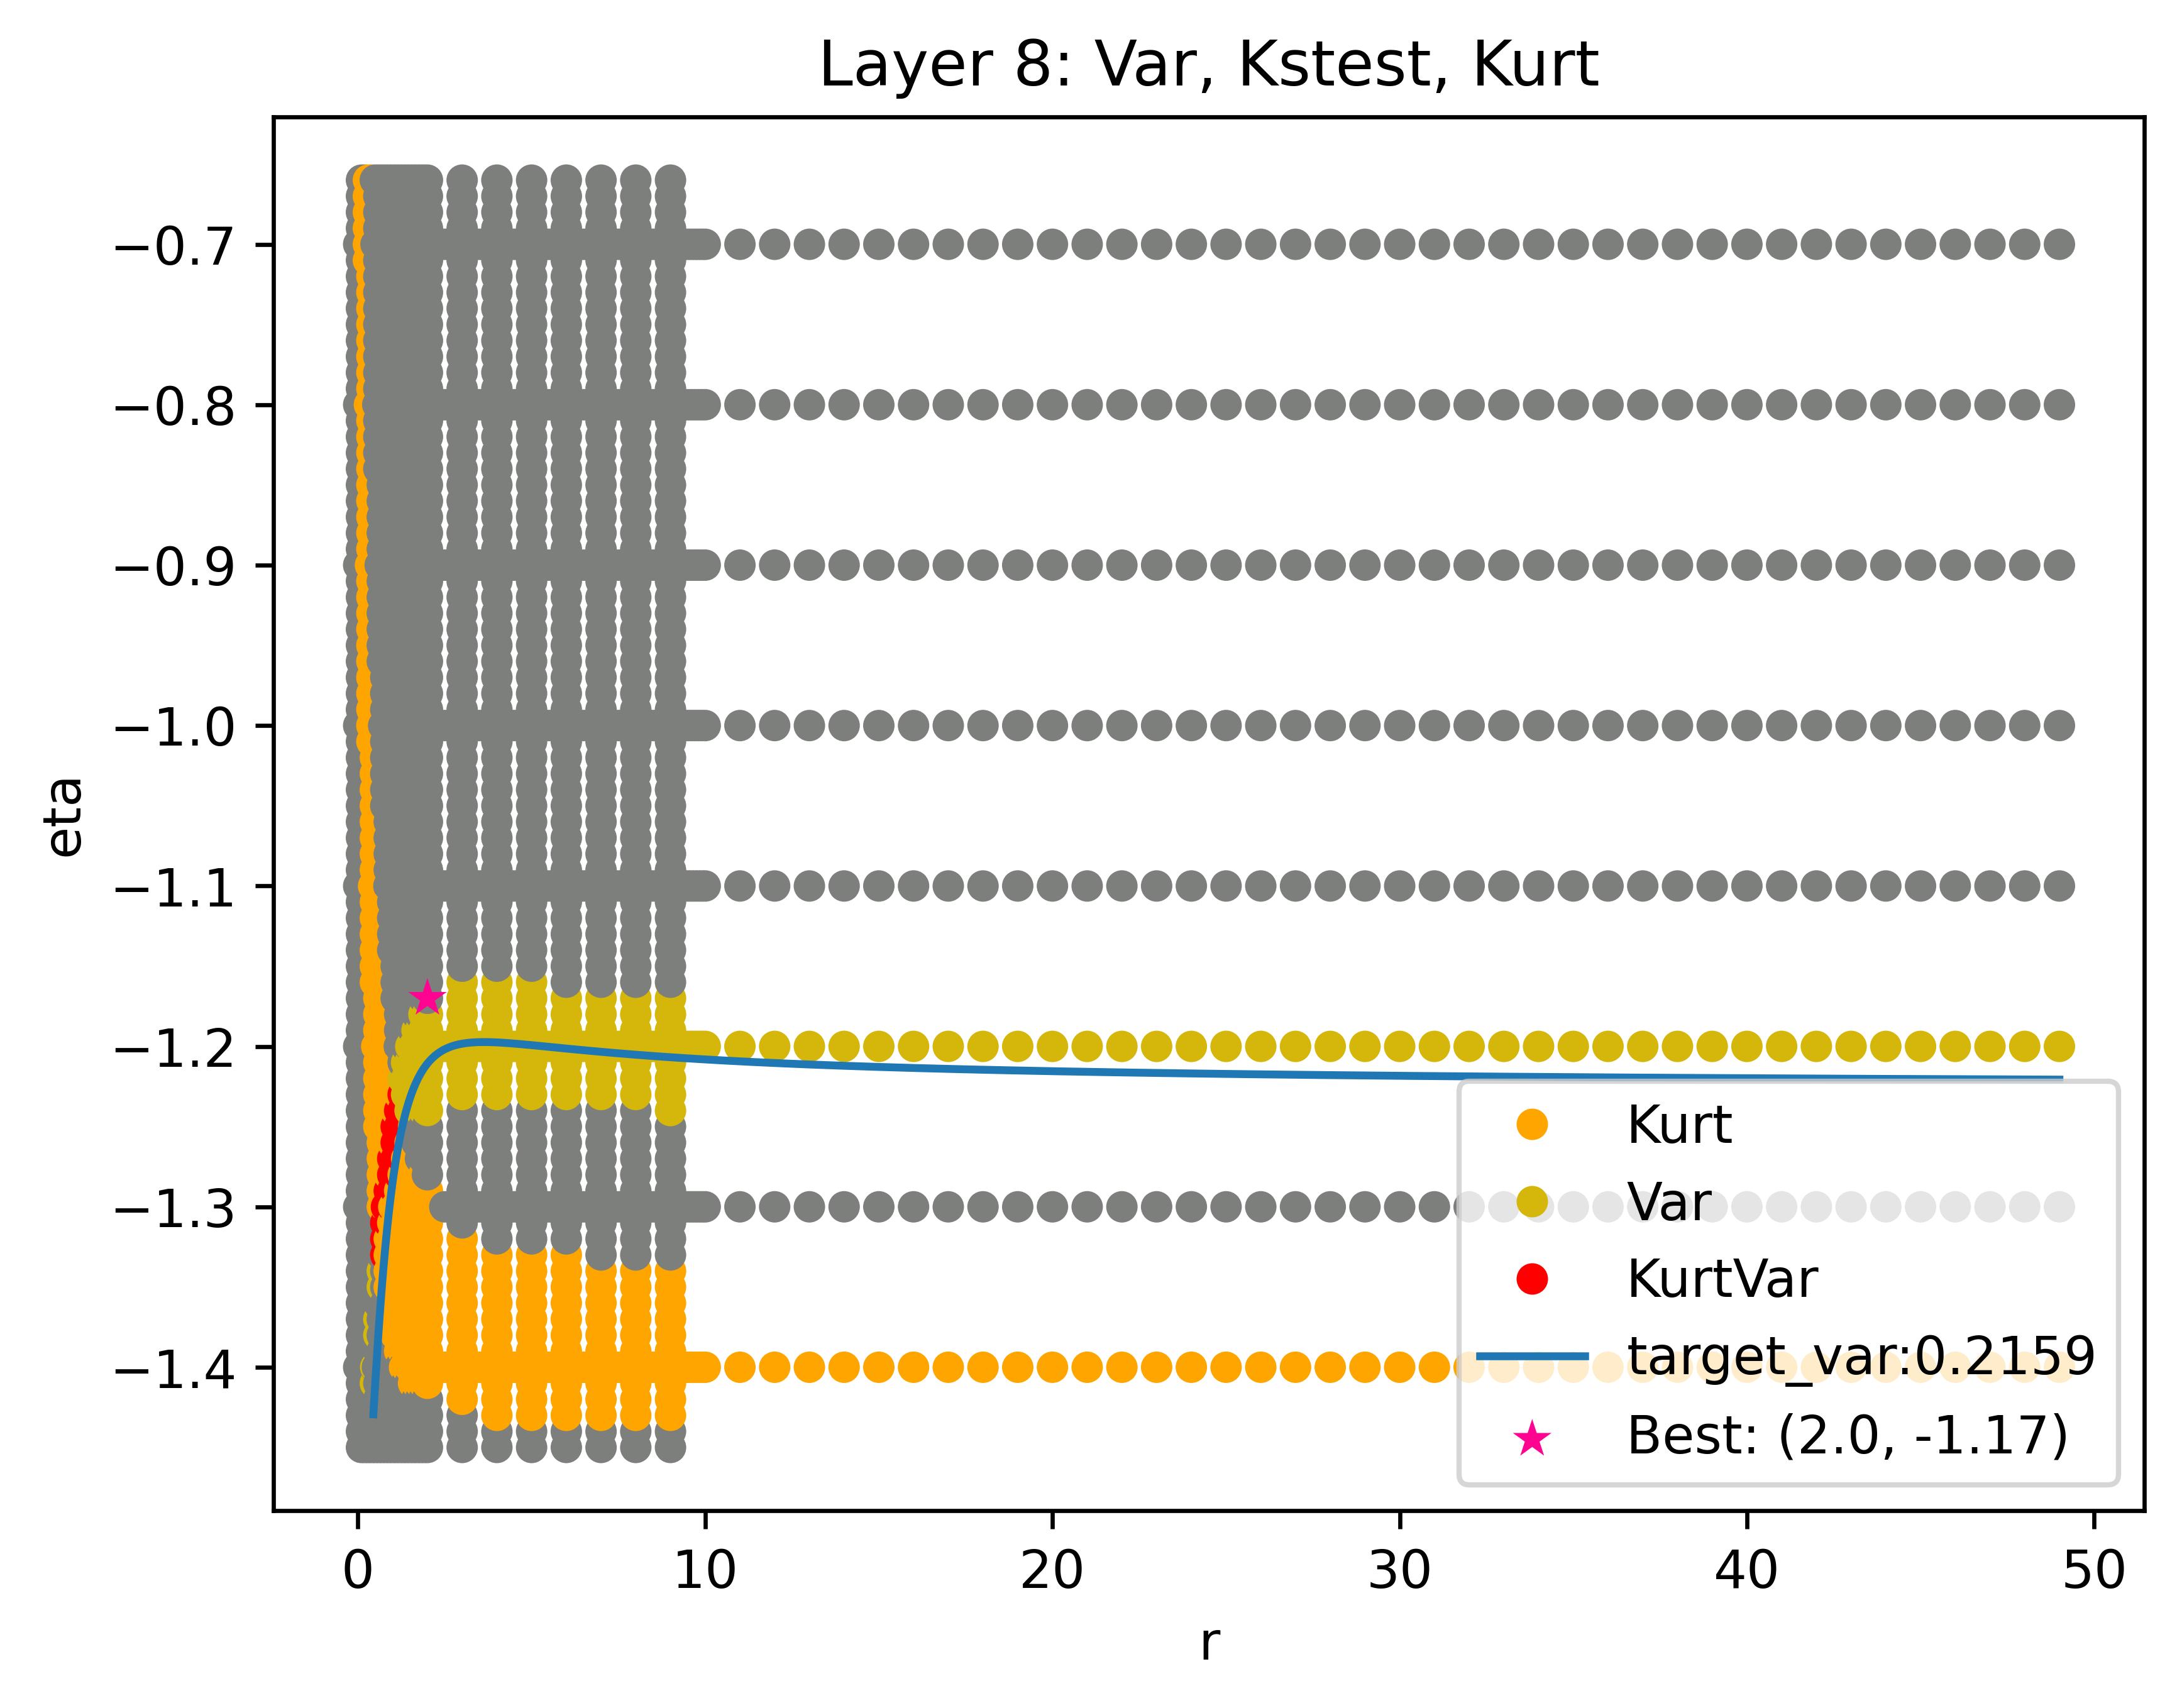 Layer 8: Var, Kstest, Kurt
eta
−0.7
−0.8
−0.9
−1.0
−1.1
−1.2
−1.3
−1.4
Kurt
Var
KurtVar
target_var:0.2159
Best: (2.0, -1.17)
0 10 20 30 40 50
r